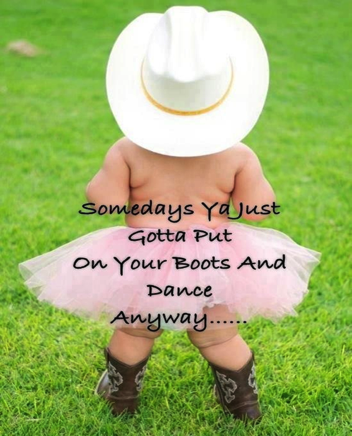 Somedays Ya Just
Gotta Put
On Your Boots And
Dance
Anyway......